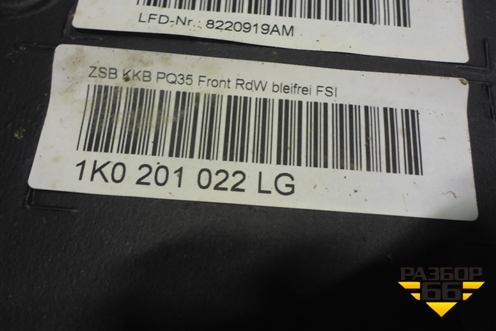 LFD-Nr.: 8220919AM
ZSB KKB PQ35 Front RdW bleifrei FSI
1K0 201 022 LG
РАЗБОР
66